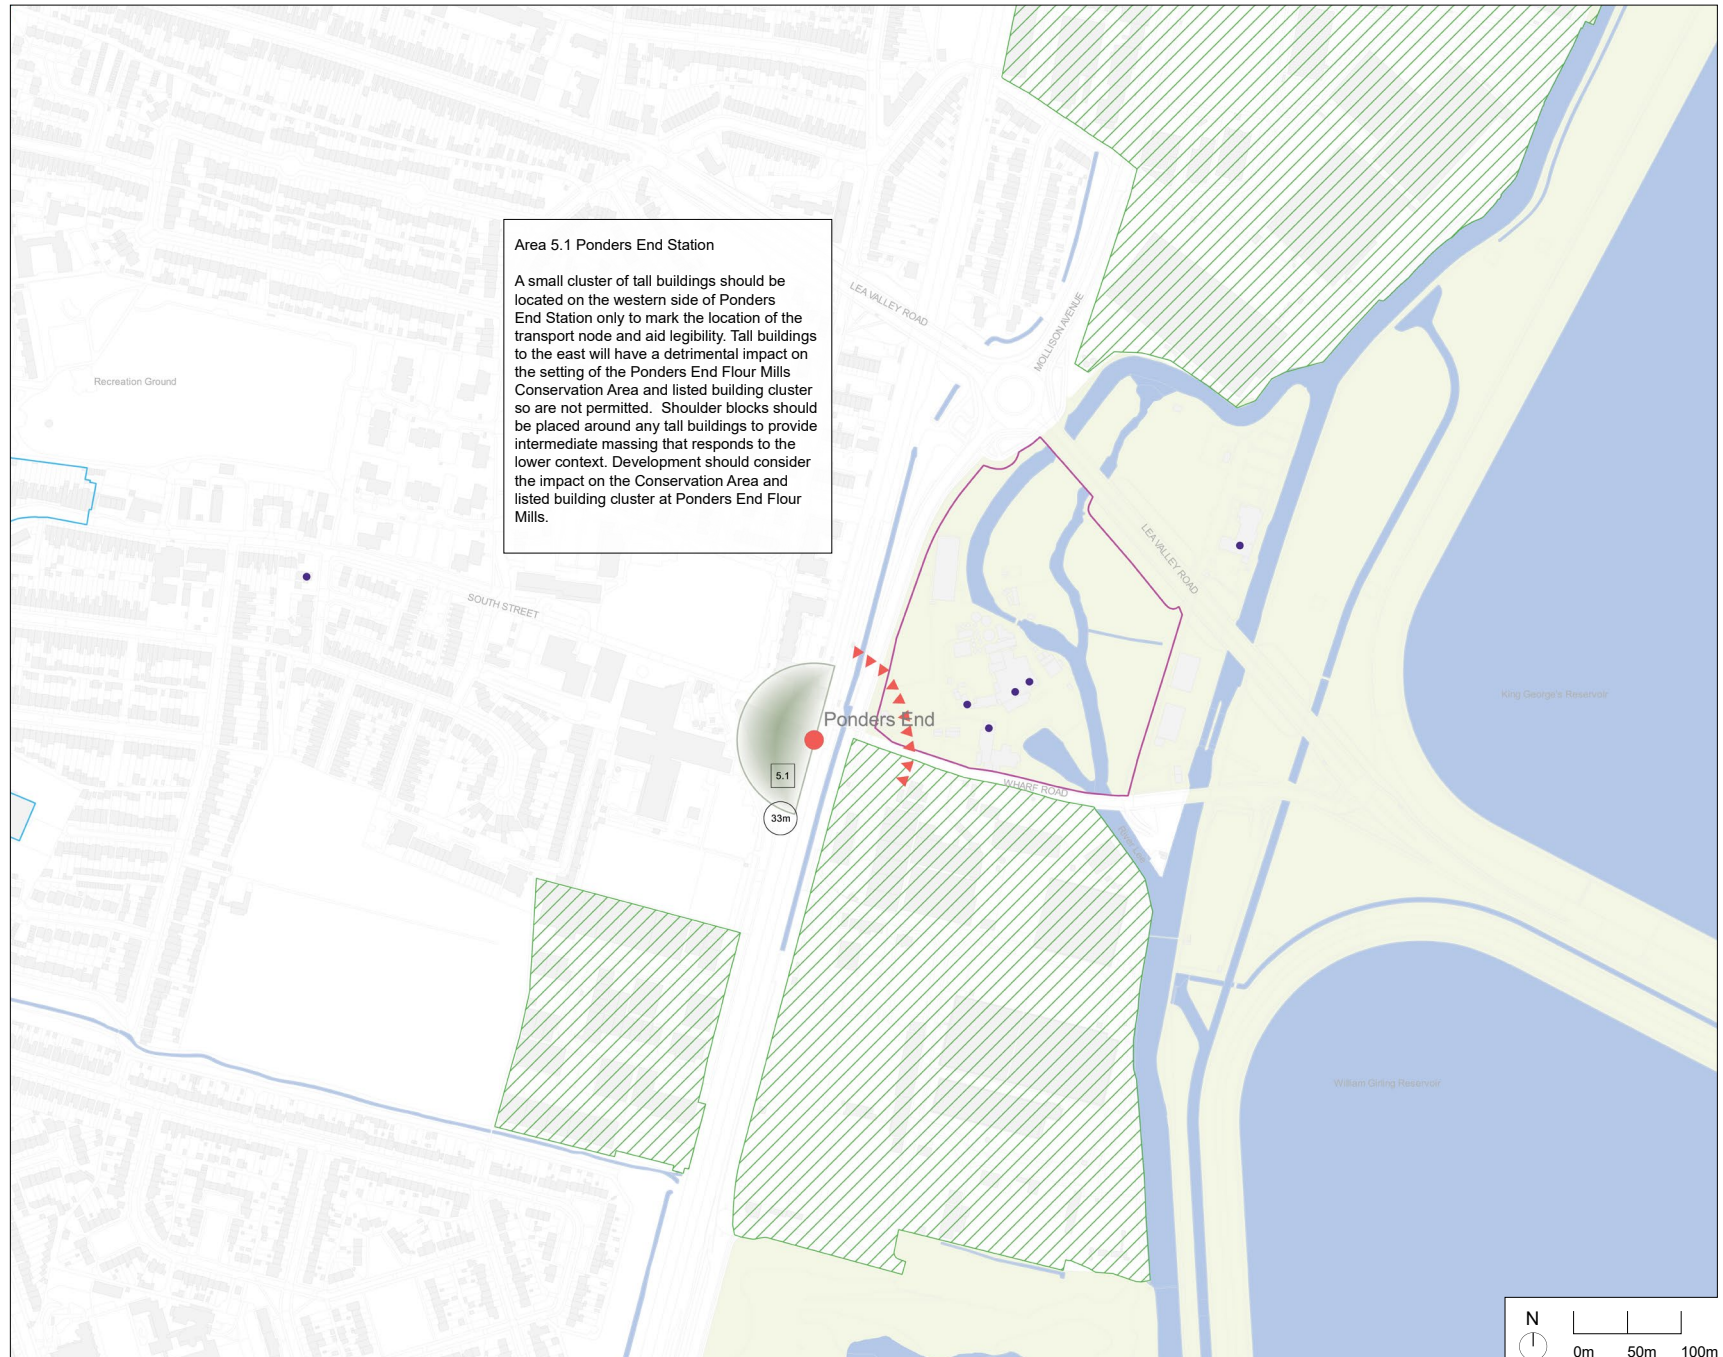 Area 5.1 Ponders End Station
A small cluster of tall buildings should be
located on the western side of Ponders
End Station only to mark the location of the
transport node and aid legibility. Tall buildings
to the east will have a detrimental impact on
the setting of the Ponders End Flour Mills
Conservation Area and listed building cluster
so are not permitted.  Shoulder blocks should
be placed around any tall buildings to provide
intermediate massing that responds to the
lower context. Development should consider
the impact on the Conservation Area and
listed building cluster at Ponders End Flour
Mills.
LEA VALLEY ROAD
MOLLISON AVENUE
Recreation Ground
LEA VALLEY ROAD
SOUTH STREET
King George's Reservoir
Ponders End
5.1
33m
WHARF ROAD
River Lee
William Girling Reservoir
N
0m 50m 100m